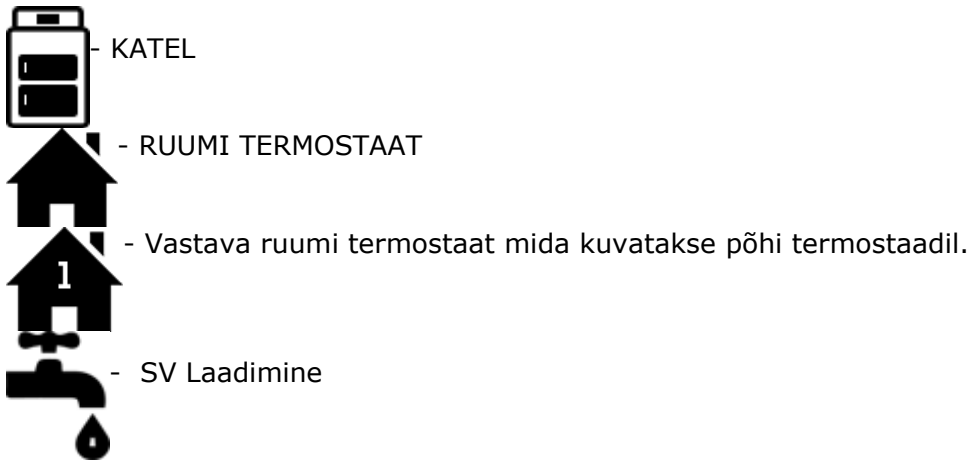 - KATEL
- RUUMI TERMOSTAAT
1 - Vastava ruumi termostaat mida kuvatakse põhi termostaadil.
- SV Laadimine